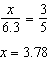 x/6.3 = 3/5
x = 3.78